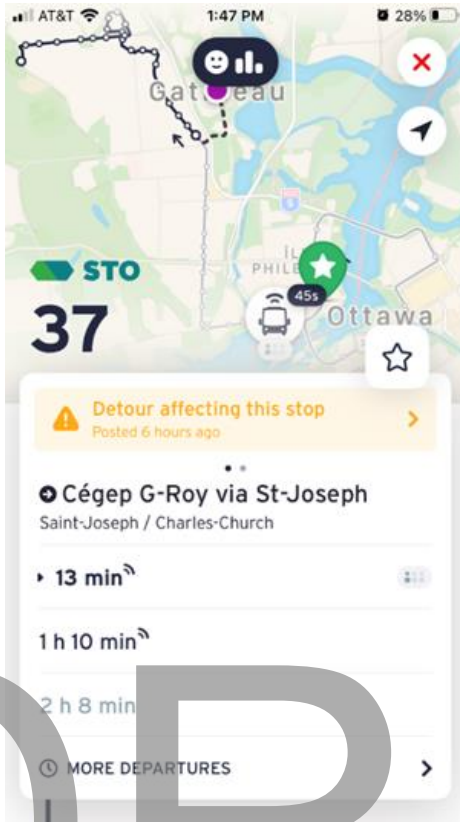 AT&T
1:47 PM
28%
Gatineau
STO
37
45s
Ottawa
Detour affecting this stop
Posted 6 hours ago
Cégep G-Roy via St-Joseph
Saint-Joseph / Charles-Church
13 min
1 h 10 min
2 h 8 min
MORE DEPARTURES